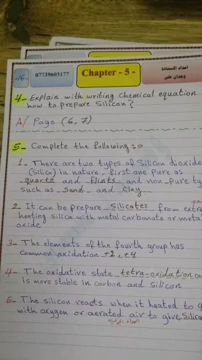 07739603177
Chapter - 5 -
4- Explain with writing chemical equation
how to prepare Silicon?
A/ Page (6, 7)
5- Complete the following :-
1. There are two types of Silicon dioxide
(Silica) in nature, first one pure as
quartz and flints and non-pure ty
such as sand and clay
2. It can be prepare Silicates from extra
heating silica with metal carbonate or meta
oxide.
3- The elements of the fourth group has
common oxidation +2, +4
4- The oxidative state tetra-oxidation
is more stable in carbon and silicon
5- The silicon reacts when it heated to
with oxygen or aerated air to give Silico